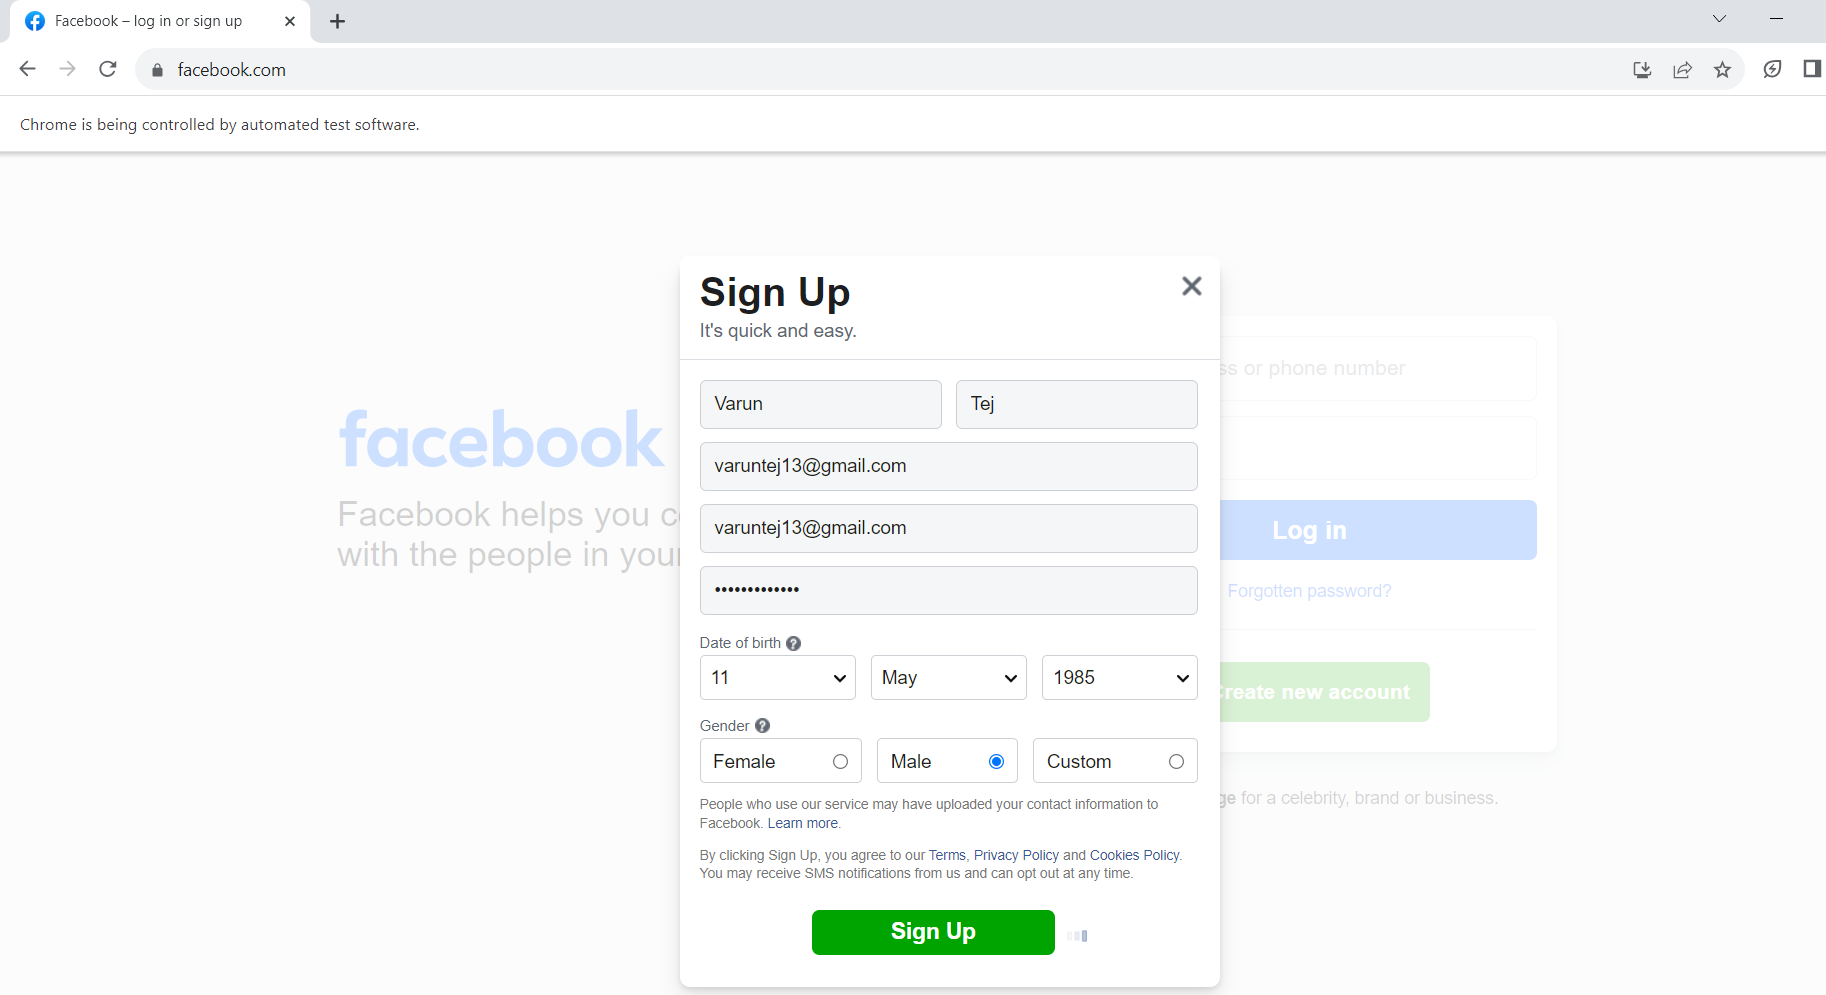 Facebook – log in or sign up
facebook.com
Chrome is being controlled by automated test software.
Sign Up
It's quick and easy.
Varun Tej
varuntej13@gmail.com
varuntej13@gmail.com
•••••••••••••
Date of birth
11 May 1985
Gender
Female Male Custom
People who use our service may have uploaded your contact information to
Facebook. Learn more.
By clicking Sign Up, you agree to our Terms, Privacy Policy and Cookies Policy.
You may receive SMS notifications from us and can opt out at any time.
Sign Up
facebook
Facebook helps you
with the people in
or phone number
Log in
Forgotten password?
new account
for a celebrity, brand or business.